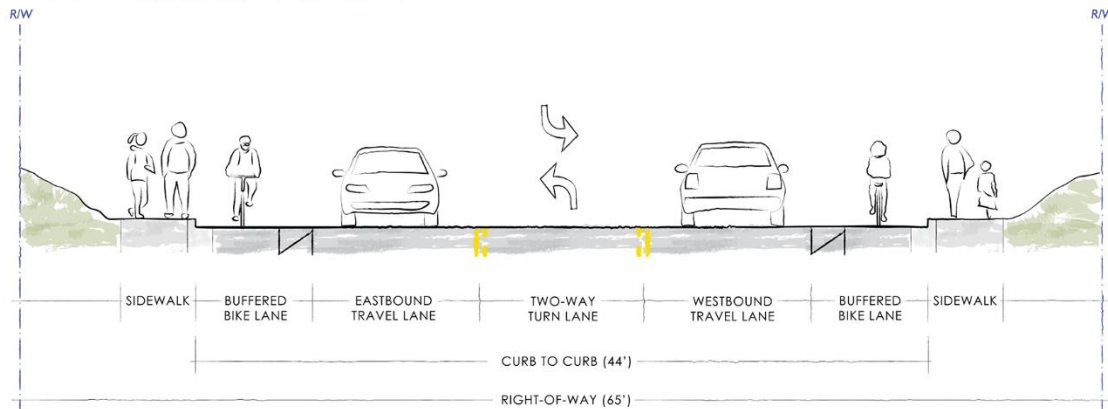 R/W
R/W
SIDEWALK
BUFFERED
BIKE LANE
EASTBOUND
TRAVEL LANE
TWO-WAY
TURN LANE
WESTBOUND
TRAVEL LANE
BUFFERED
BIKE LANE
SIDEWALK
CURB TO CURB (44')
RIGHT-OF-WAY (65')